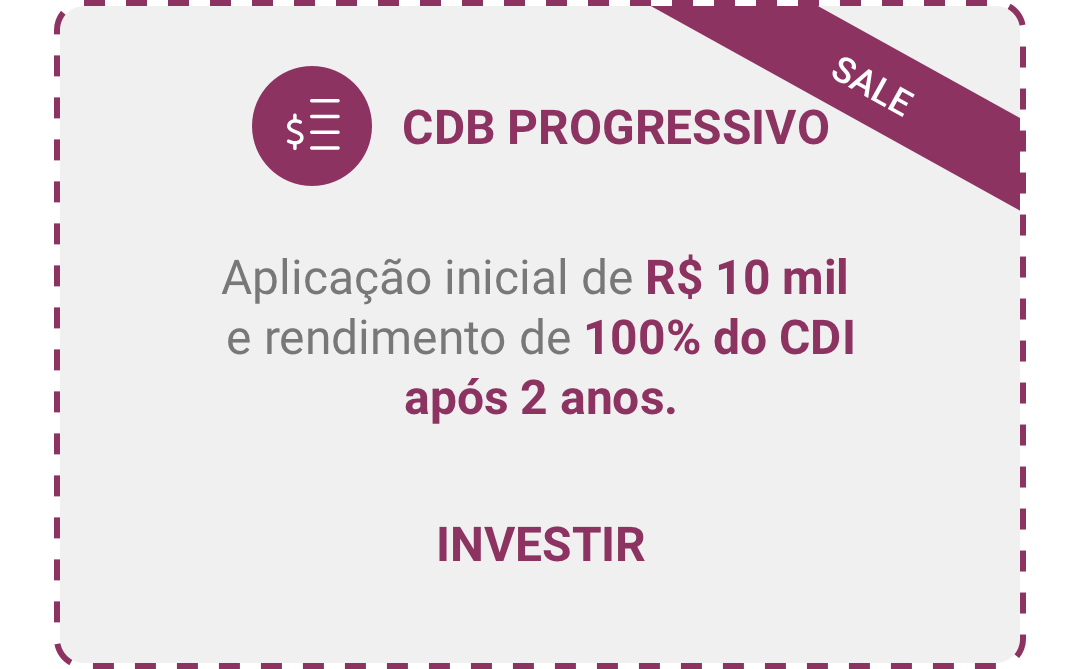 SALE
CDB PROGRESSIVO
Aplicação inicial de R$ 10 mil
e rendimento de 100% do CDI
após 2 anos.
INVESTIR